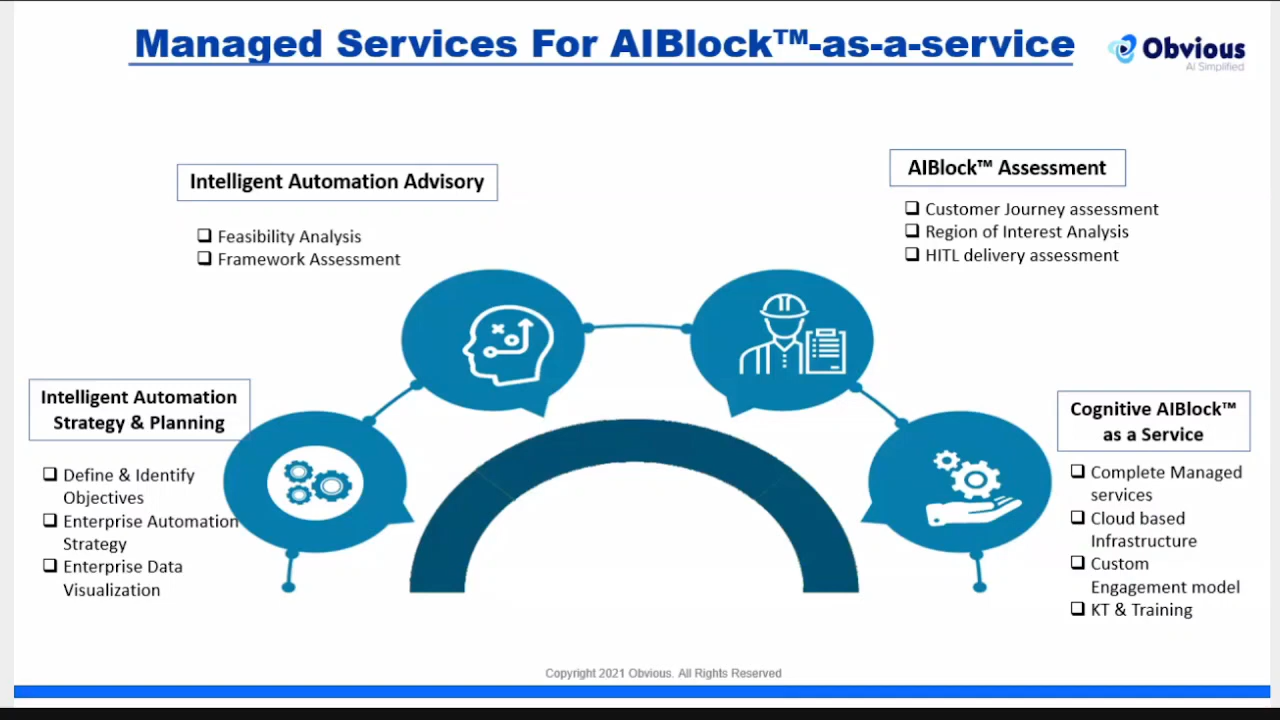 Managed Services For AIBlock™-as-a-service
Obvious
AI Simplified
Intelligent Automation Advisory
Feasibility Analysis
Framework Assessment
AIBlock™ Assessment
Customer Journey assessment
Region of Interest Analysis
HITL delivery assessment
Intelligent Automation
Strategy & Planning
Define & Identify
Objectives
Enterprise Automation
Strategy
Enterprise Data
Visualization
Cognitive AIBlock™
as a Service
Complete Managed
services
Cloud based
Infrastructure
Custom
Engagement model
KT & Training
Copyright 2021 Obvious. All Rights Reserved